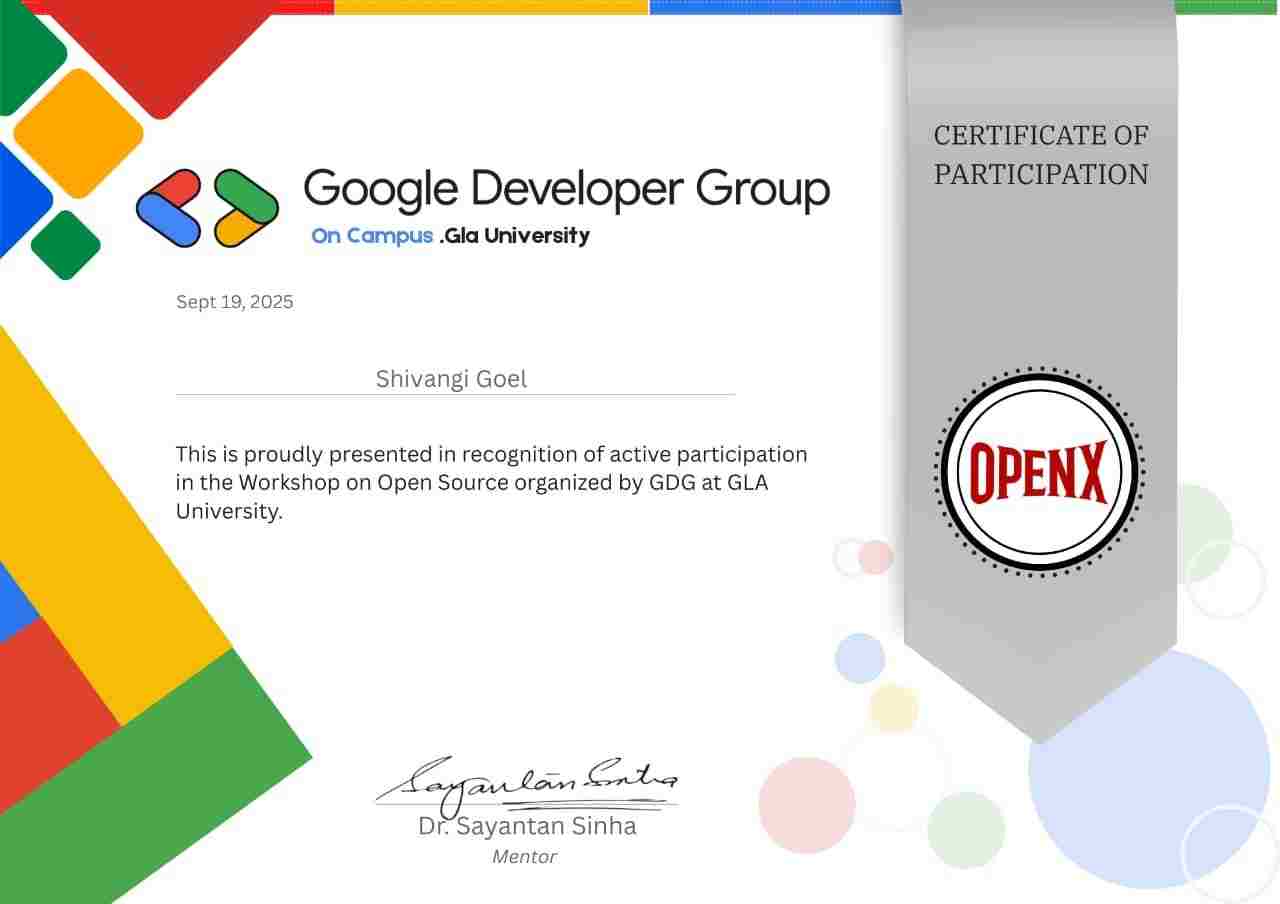 CERTIFICATE OF
PARTICIPATION
Google Developer Group
On Campus .Gla University
Sept 19, 2025
Shivangi Goel
This is proudly presented in recognition of active participation
in the Workshop on Open Source organized by GDG at GLA
University.
OPENX
Sayantan Sinha
Dr. Sayantan Sinha
Mentor